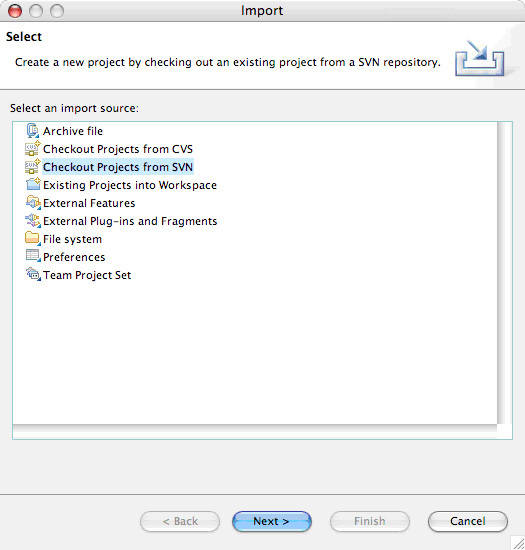 Import
Select
Create a new project by checking out an existing project from a SVN repository.
Select an import source:
Archive file
Checkout Projects from CVS
Checkout Projects from SVN
Existing Projects into Workspace
External Features
External Plug-ins and Fragments
File system
Preferences
Team Project Set
< Back
Next >
Finish
Cancel